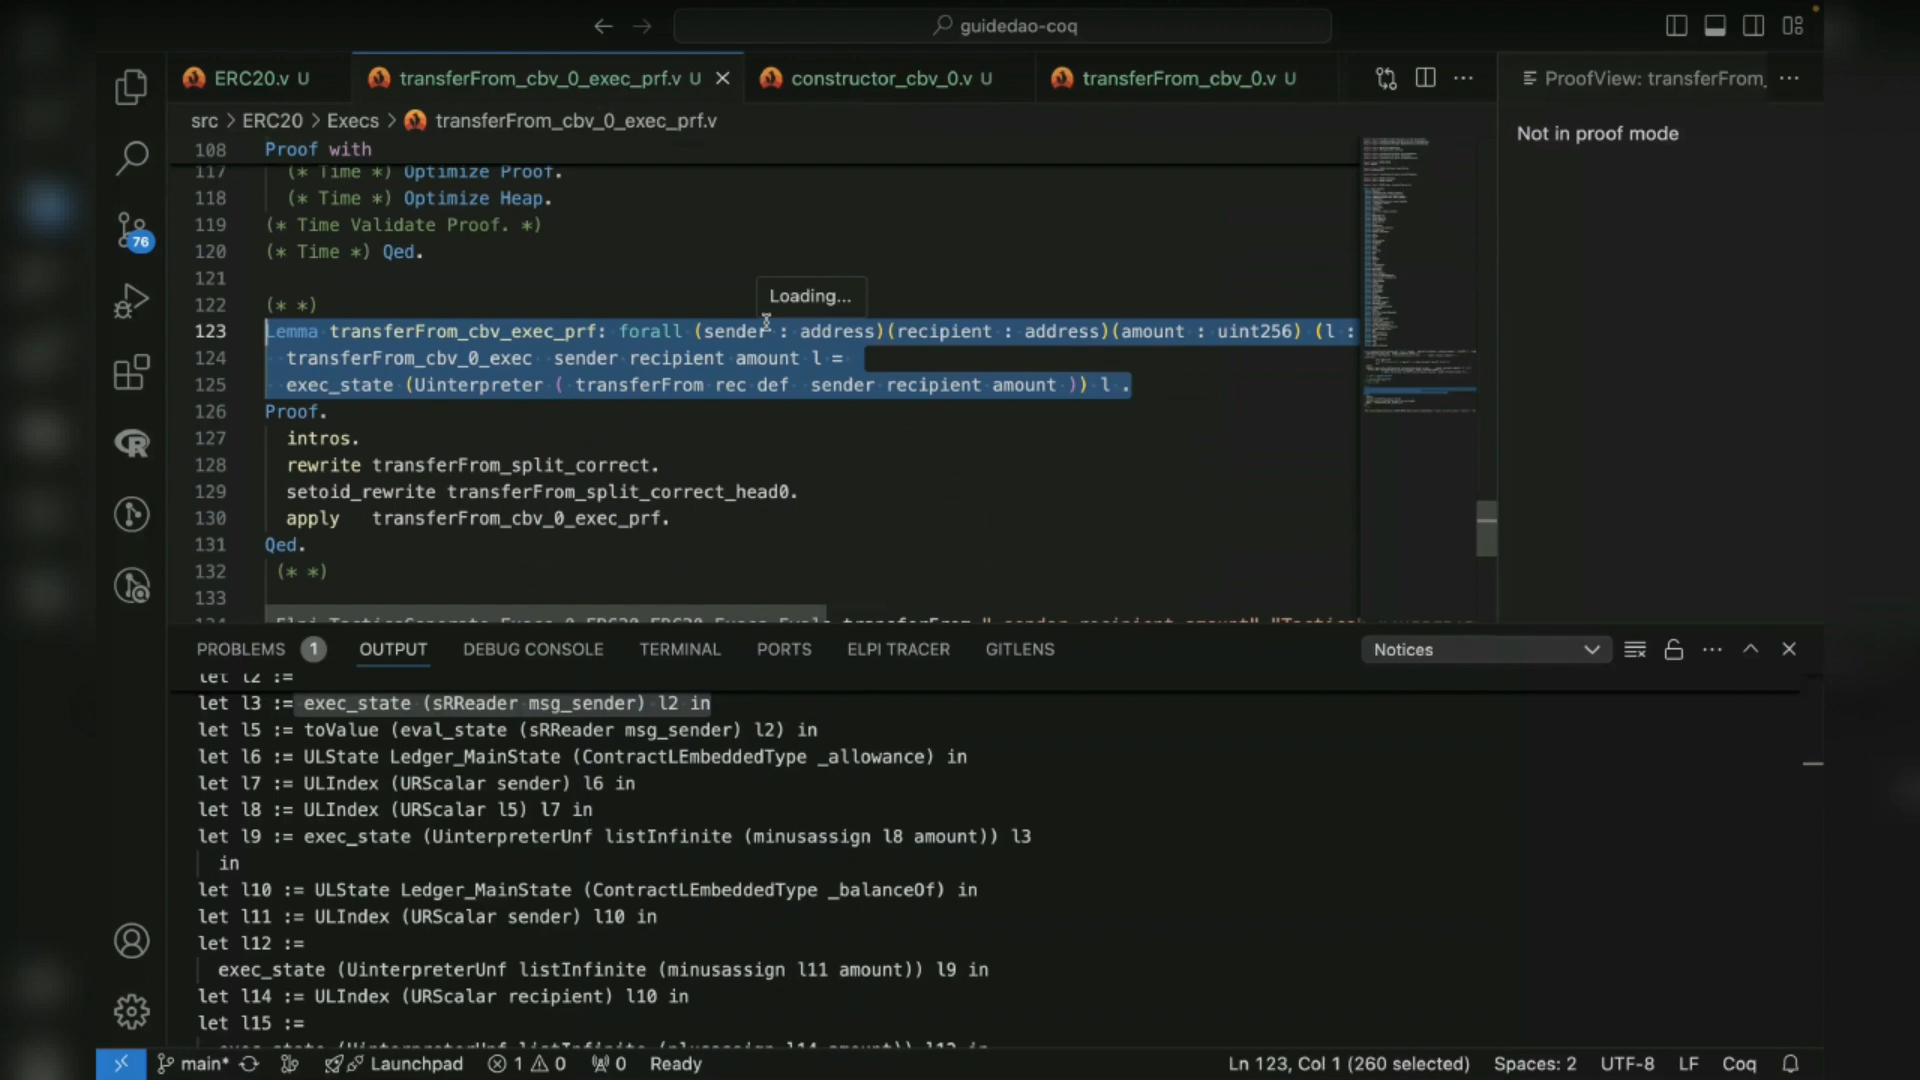 guidedao-coq
ERC20.v U
transferFrom_cbv_0_exec_prf.v U
constructor_cbv_0.v U
transferFrom_cbv_0.v U
ProofView: transferFrom_
src > ERC20 > Execs > transferFrom_cbv_0_exec_prf.v
Not in proof mode
108 Proof with
117 (* Time *) Optimize Proof.
118 (* Time *) Optimize Heap.
119 (* Time Validate Proof. *)
120 (* Time *) Qed.
121
122 (* *)
Loading...
123 Lemma transferFrom_cbv_exec_prf: forall (sender : address)(recipient : address)(amount : uint256) (l :
124 transferFrom_cbv_0_exec sender recipient amount l =
125 exec_state (Uinterpreter ( transferFrom rec def sender recipient amount )) l .
126 Proof.
127 intros.
128 rewrite transferFrom_split_correct.
129 setoid_rewrite transferFrom_split_correct_head0.
130 apply transferFrom_cbv_0_exec_prf.
131 Qed.
132 (* *)
133
PROBLEMS 1 OUTPUT DEBUG CONSOLE TERMINAL PORTS ELPI TRACER GITLENS Notices
let l2 :=
let l3 := exec_state (sRReader msg_sender) l2 in
let l5 := toValue (eval_state (sRReader msg_sender) l2) in
let l6 := ULState Ledger_MainState (ContractLEmbeddedType _allowance) in
let l7 := ULIndex (URScalar sender) l6 in
let l8 := ULIndex (URScalar l5) l7 in
let l9 := exec_state (UinterpreterUnf listInfinite (minusassign l8 amount)) l3
in
let l10 := ULState Ledger_MainState (ContractLEmbeddedType _balanceOf) in
let l11 := ULIndex (URScalar sender) l10 in
let l12 :=
exec_state (UinterpreterUnf listInfinite (minusassign l11 amount)) l9 in
let l14 := ULIndex (URScalar recipient) l10 in
let l15 :=
76
main* Launchpad 1 0 0 Ready Ln 123, Col 1 (260 selected) Spaces: 2 UTF-8 LF Coq